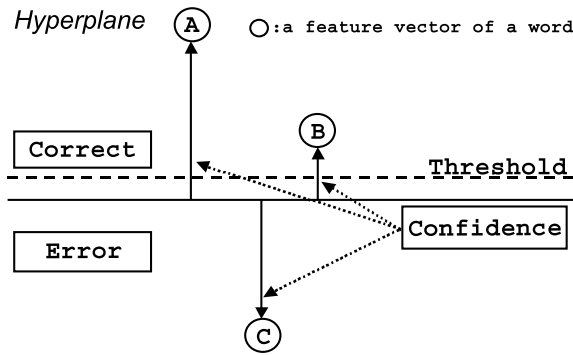 Hyperplane
A
:a feature vector of a word
B
Correct
Threshold
Confidence
Error
C